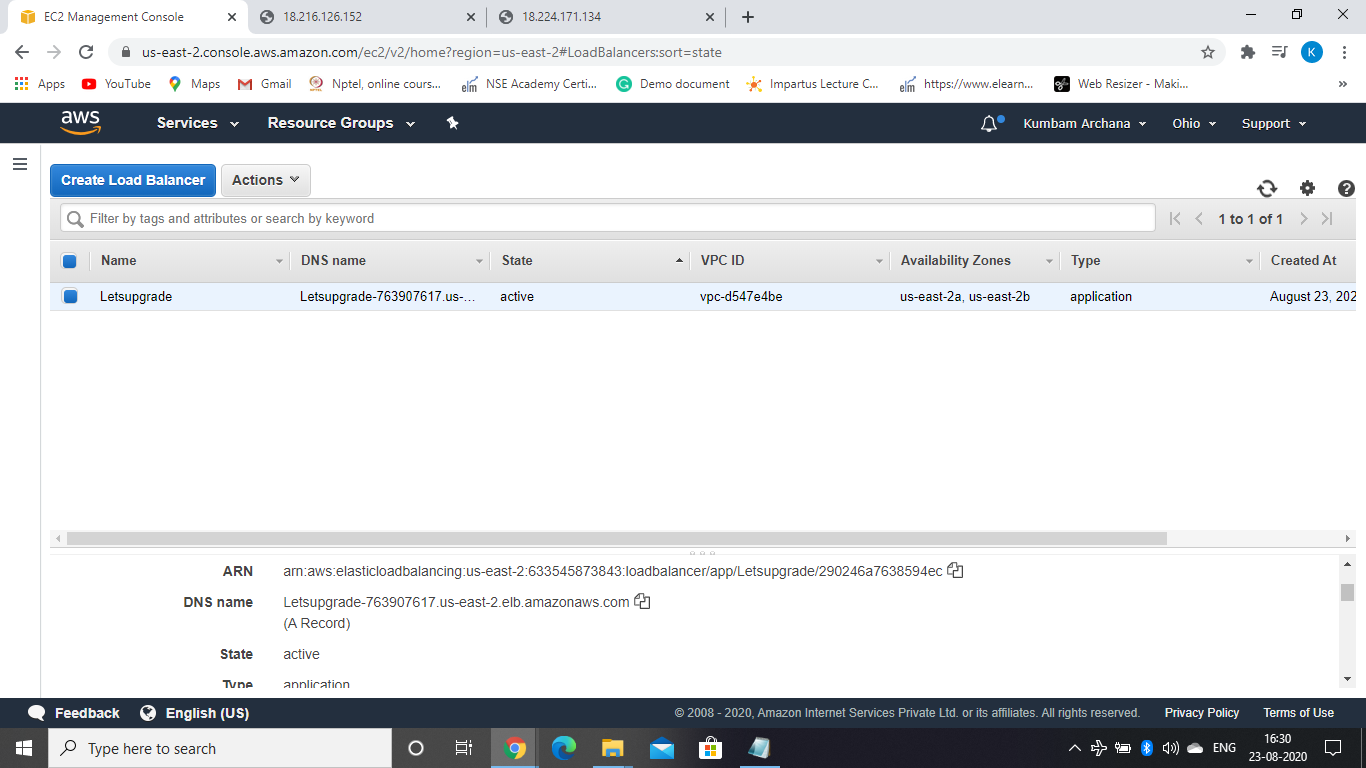 EC2 Management Console
18.216.126.152
18.224.171.134
us-east-2.console.aws.amazon.com/ec2/v2/home?region=us-east-2#LoadBalancers:sort=state
K
Apps YouTube Maps Gmail Nptel, online cours... NSE Academy Certi... Demo document Impartus Lecture C... https://www.elearn... Web Resizer - Maki... »
aws Services Resource Groups Kumbam Archana Ohio Support
Create Load Balancer Actions
Filter by tags and attributes or search by keyword 1 to 1 of 1
Name DNS name State VPC ID Availability Zones Type Created At
Letsupgrade Letsupgrade-763907617.us-... active vpc-d547e4be us-east-2a, us-east-2b application August 23, 202
ARN arn:aws:elasticloadbalancing:us-east-2:633545873843:loadbalancer/app/Letsupgrade/290246a7638594ec
DNS name Letsupgrade-763907617.us-east-2.elb.amazonaws.com
(A Record)
State active
Type application
Feedback English (US) © 2008 - 2020, Amazon Internet Services Private Ltd. or its affiliates. All rights reserved. Privacy Policy Terms of Use
Type here to search ENG 16:30
23-08-2020